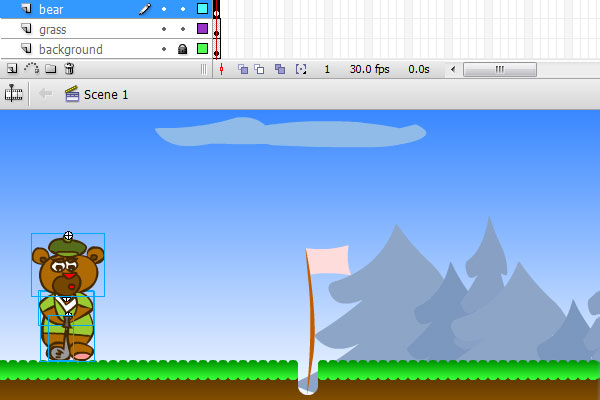 bear
grass
background
1 30.0 fps 0.0s
Scene 1